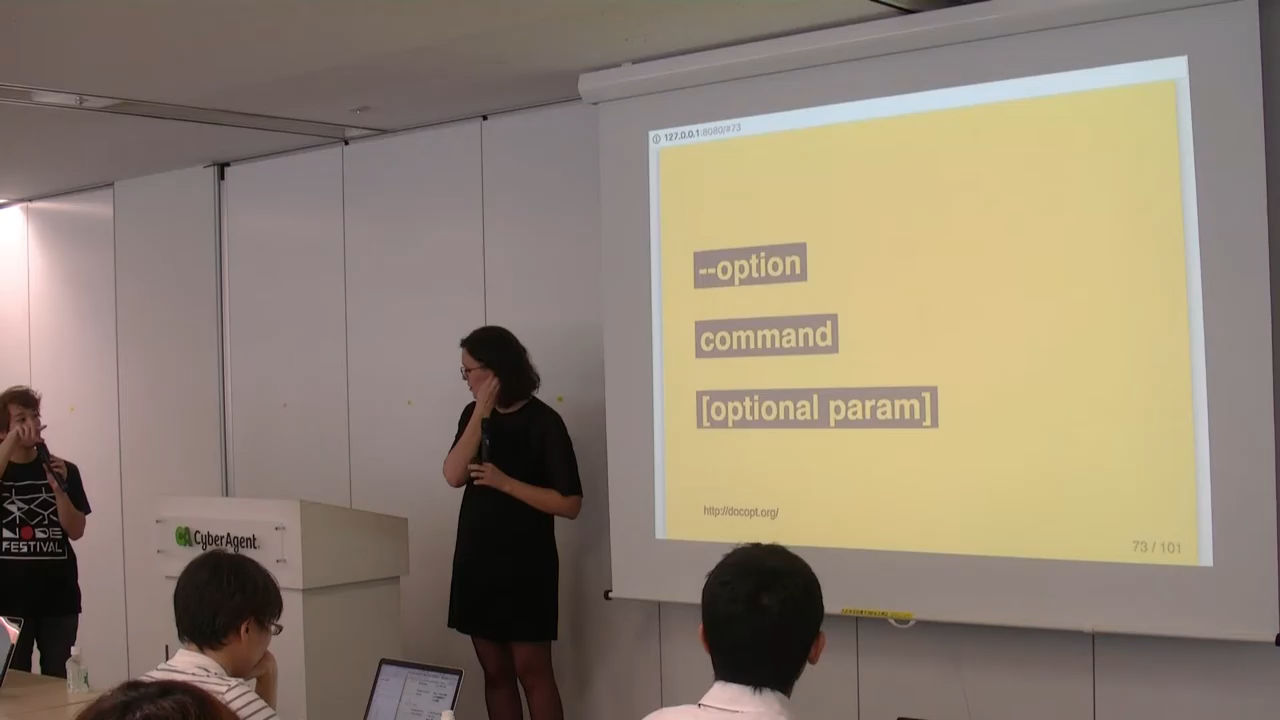 127.0.0.1:8080/#73
--option
command
[optional param]
http://docopt.org/
73 / 101
CyberAgent.
NODE
FESTIVAL